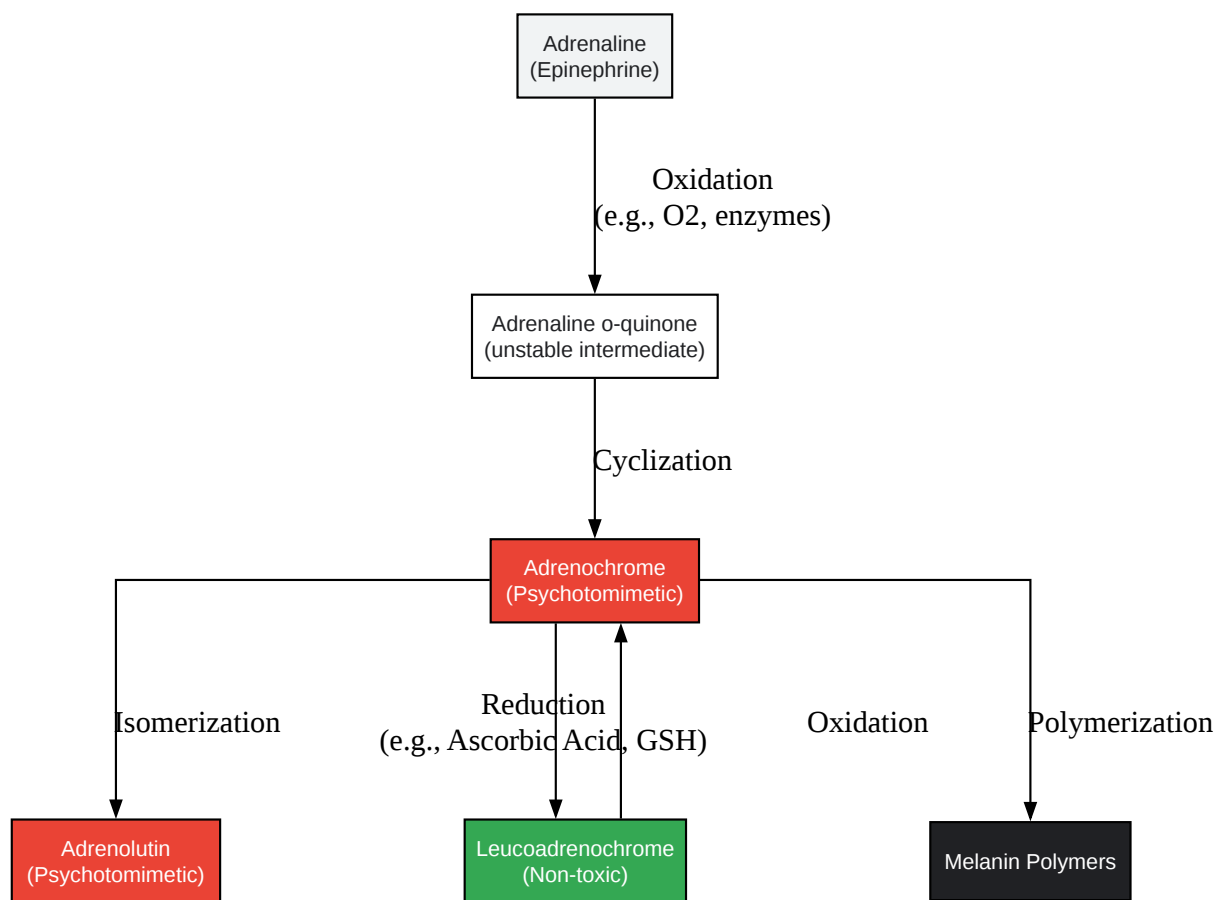 Adrenaline
(Epinephrine)
Oxidation
(e.g., O2, enzymes)
Adrenaline o-quinone
(unstable intermediate)
Cyclization
Adrenochrome
(Psychotomimetic)
Isomerization
Reduction
(e.g., Ascorbic Acid, GSH)
Oxidation
Polymerization
Adrenolutin
(Psychotomimetic)
Leucoadrenochrome
(Non-toxic)
Melanin Polymers